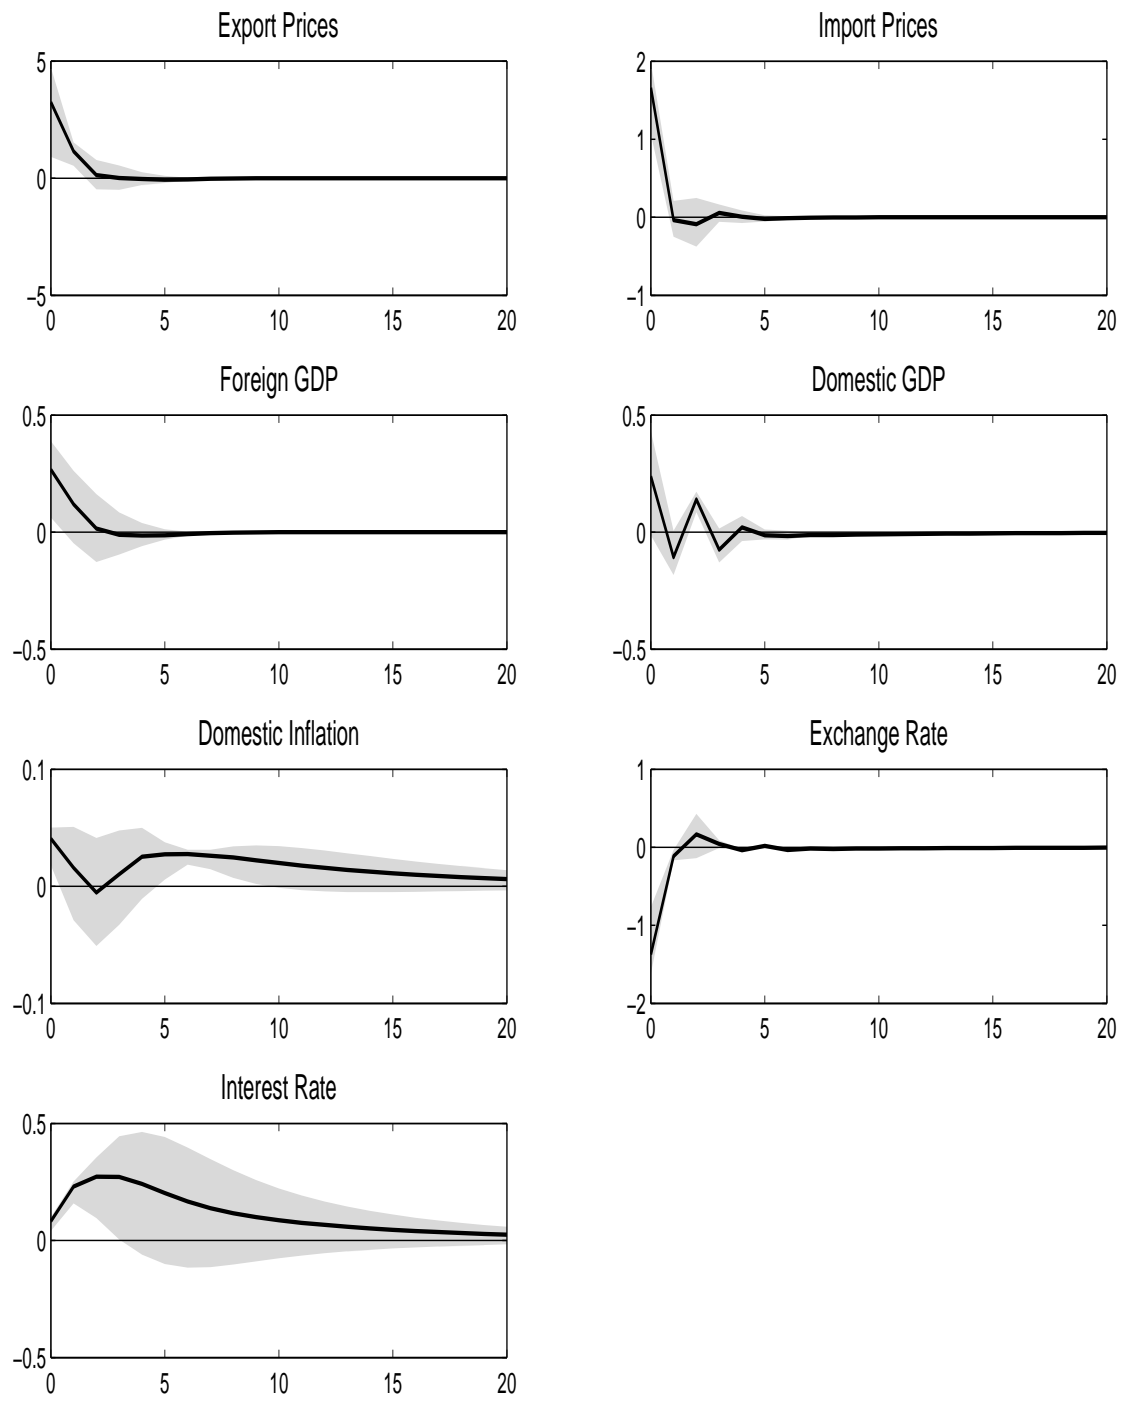 Export Prices
5
0
−5
0 5 10 15 20
Import Prices
2
1
0
−1
0 5 10 15 20
Foreign GDP
0.5
0
−0.5
0 5 10 15 20
Domestic GDP
0.5
0
−0.5
0 5 10 15 20
Domestic Inflation
0.1
0
−0.1
0 5 10 15 20
Exchange Rate
1
0
−1
−2
0 5 10 15 20
Interest Rate
0.5
0
−0.5
0 5 10 15 20